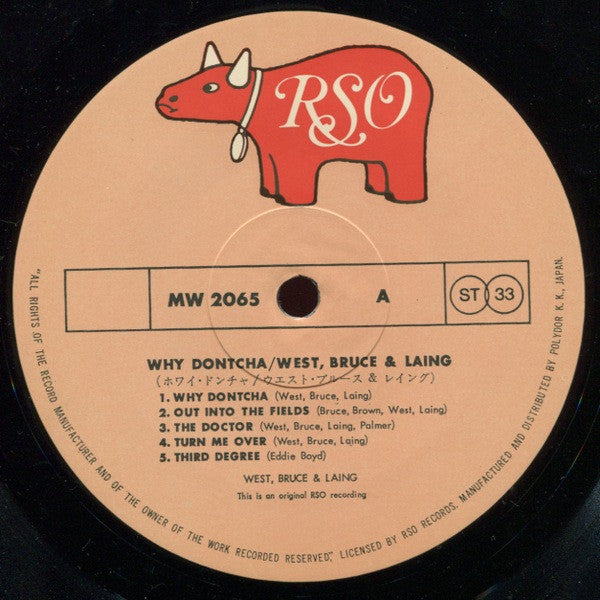 RSO
MW 2065 A ST 33
WHY DONTCHA/WEST, BRUCE & LAING
(ホワイ・ドンチャ/ウエスト・ブルース & レイング)
1. WHY DONTCHA (West, Bruce, Laing)
2. OUT INTO THE FIELDS (Bruce, Brown, West, Laing)
3. THE DOCTOR (West, Bruce, Laing, Palmer)
4. TURN ME OVER (West, Bruce, Laing)
5. THIRD DEGREE (Eddie Boyd)
WEST, BRUCE & LAING
This is an original RSO recording
"ALL RIGHTS OF THE RECORD MANUFACTURER AND OF THE OWNER OF THE WORK RECORDED RESERVED," LICENSED BY RSO RECORDS, MANUFACTURED AND DISTRIBUTED BY POLYDOR K. K., JAPAN.